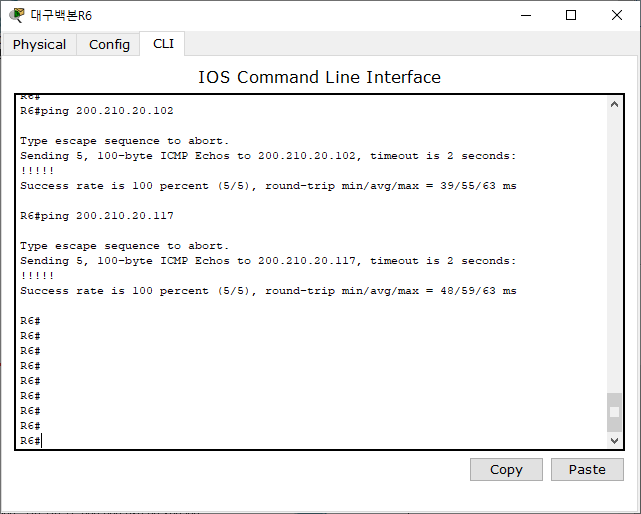 대구백본R6
Physical Config CLI
IOS Command Line Interface
R6#
R6#ping 200.210.20.102
Type escape sequence to abort.
Sending 5, 100-byte ICMP Echos to 200.210.20.102, timeout is 2 seconds:
!!!!!
Success rate is 100 percent (5/5), round-trip min/avg/max = 39/55/63 ms
R6#ping 200.210.20.117
Type escape sequence to abort.
Sending 5, 100-byte ICMP Echos to 200.210.20.117, timeout is 2 seconds:
!!!!!
Success rate is 100 percent (5/5), round-trip min/avg/max = 48/59/63 ms
R6#
R6#
R6#
R6#
R6#
R6#
R6#
R6#
R6#
Copy Paste